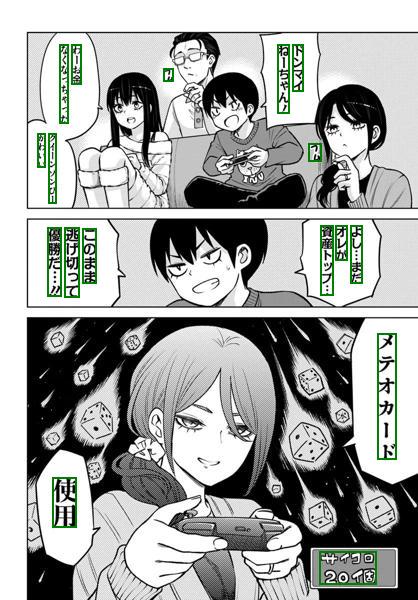 トンマイ
ねーちゃん!
わーお金
なくなっちゃった
よし…まだ
オレが
資産トップ…
このまま
逃げ切って
優勝だ…!!
メテオカード
使用
サイコロ
20個